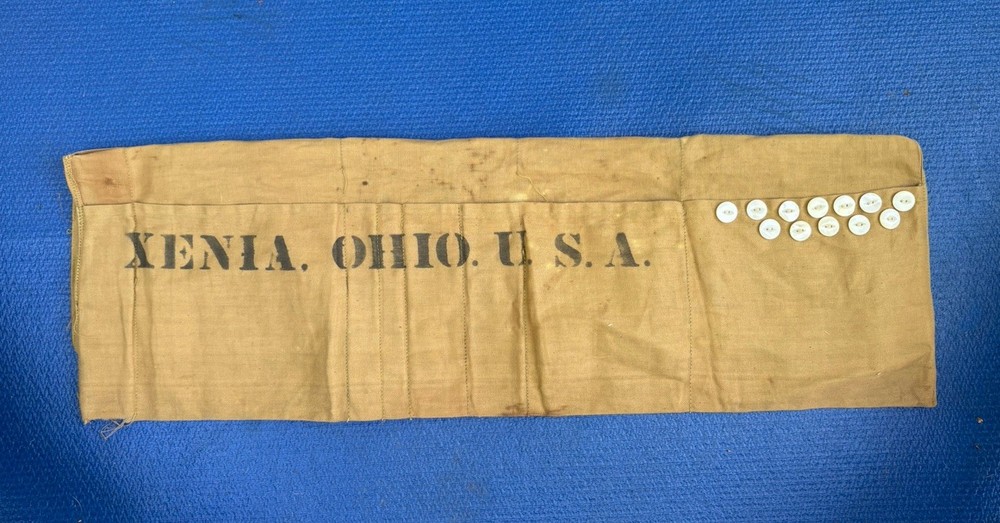 XENIA. OHIO. U. S. A.